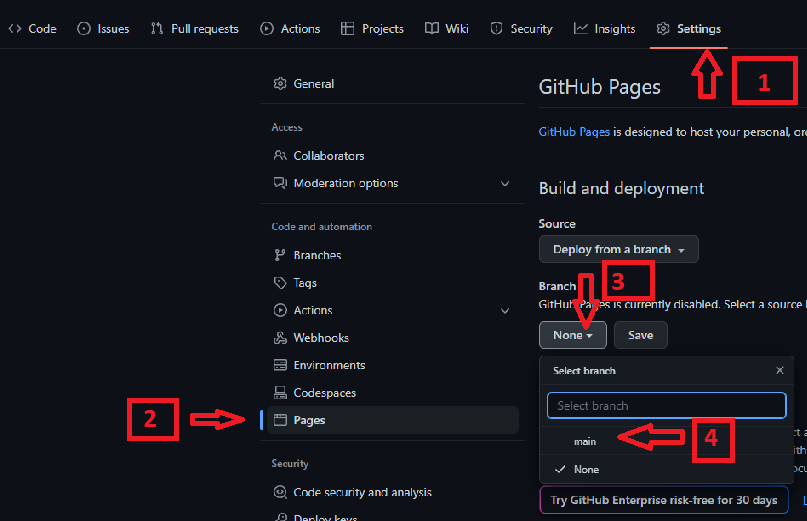 Code Issues Pull requests Actions Projects Wiki Security Insights Settings
1
General
Access
Collaborators
Moderation options
Code and automation
Branches
Tags
Actions
Webhooks
Environments
Codespaces
2
Pages
Security
Code security and analysis
Deploy keys
GitHub Pages
GitHub Pages is designed to host your personal, or
Build and deployment
Source
Deploy from a branch
Branch
3
GitHub Pages is currently disabled. Select a source
None Save
Select branch
Select branch
main
4
None
Try GitHub Enterprise risk-free for 30 days